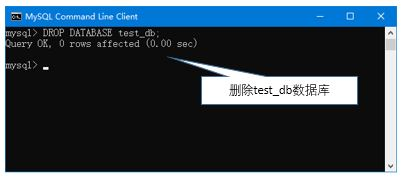 MySQL Command Line Client
mysql> DROP DATABASE test_db;
Query OK, 0 rows affected (0.00 sec)
mysql>
删除test_db数据库